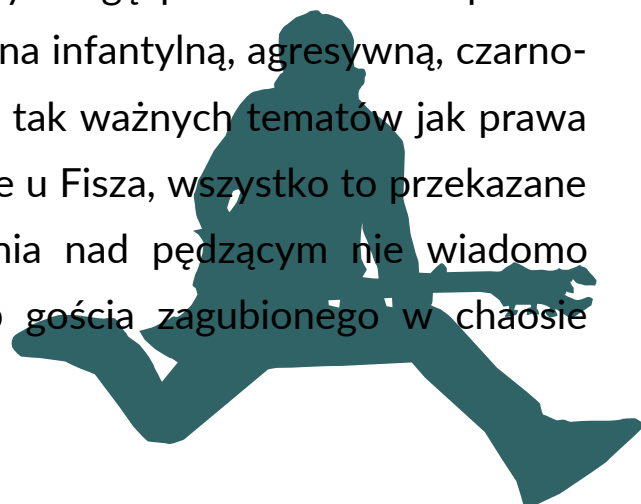 na infantylną, agresywną, czarno-
tak ważnych tematów jak prawa
e u Fisza, wszystko to przekazane
nia nad pędzącym nie wiadomo
gościa zagubionego w chaosie